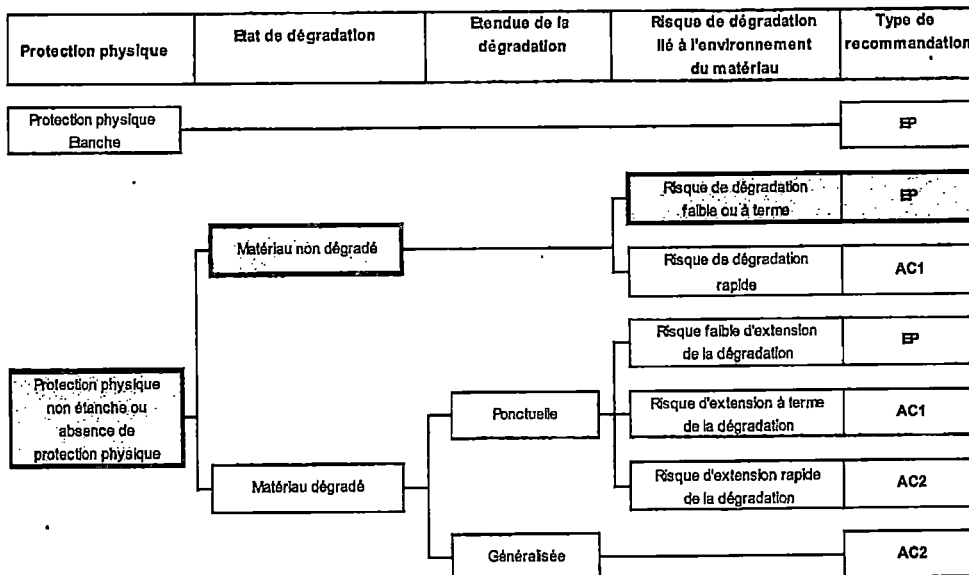 Protection physique
Etat de dégradation
Etendue de la
dégradation
Risque de dégradation
lié à l'environnement
du matériau
Type de
recommandation
Protection physique
Etanche
EP
Risque de dégradation
faible ou à terme
EP
Matériau non dégradé
Risque de dégradation
rapide
AC1
Risque faible d'extension
de la dégradation
EP
Protection physique
non étanche ou
absence de
protection physique
Ponctuelle
Risque d'extension à terme
de la dégradation
AC1
Matériau dégradé
Risque d'extension rapide
de la dégradation
AC2
Généralisée
AC2